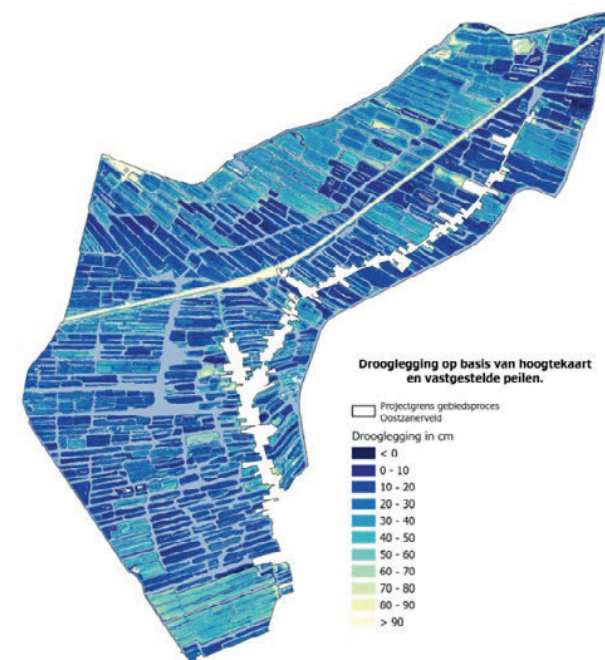 Drooglegging op basis van hoogtekaart
en vastgestelde peilen.
Projectgrens gebiedsproces
Oostzanerveld
Drooglegging in cm
< 0
0 - 10
10 - 20
20 - 30
30 - 40
40 - 50
50 - 60
60 - 70
70 - 80
80 - 90
> 90